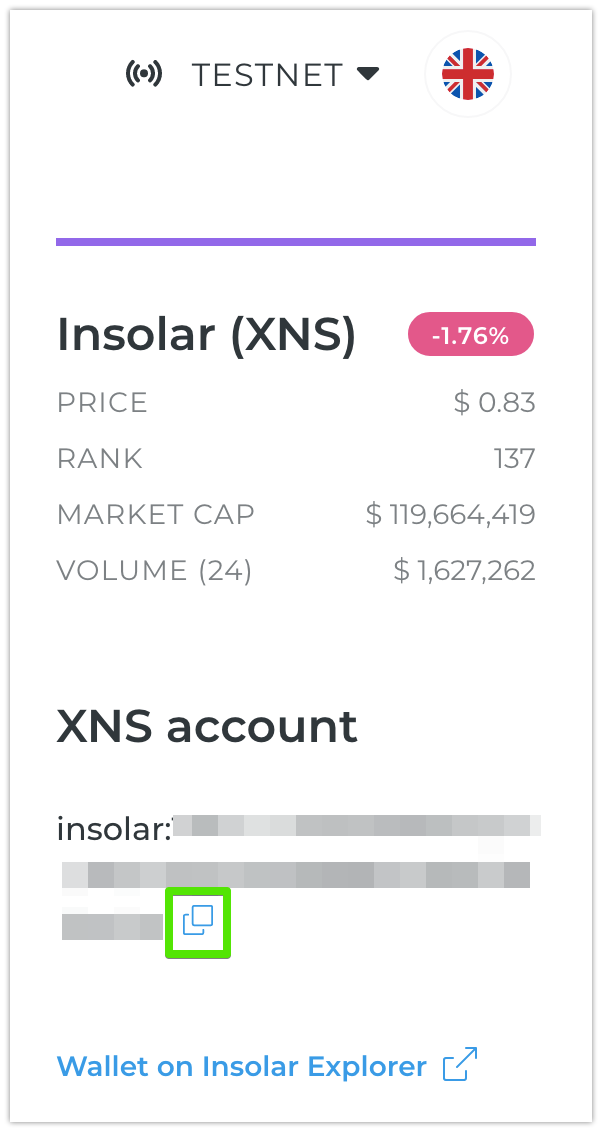 TESTNET
Insolar (XNS) -1.76%
PRICE $ 0.83
RANK 137
MARKET CAP $ 119,664,419
VOLUME (24) $ 1,627,262
XNS account
insolar:
Wallet on Insolar Explorer